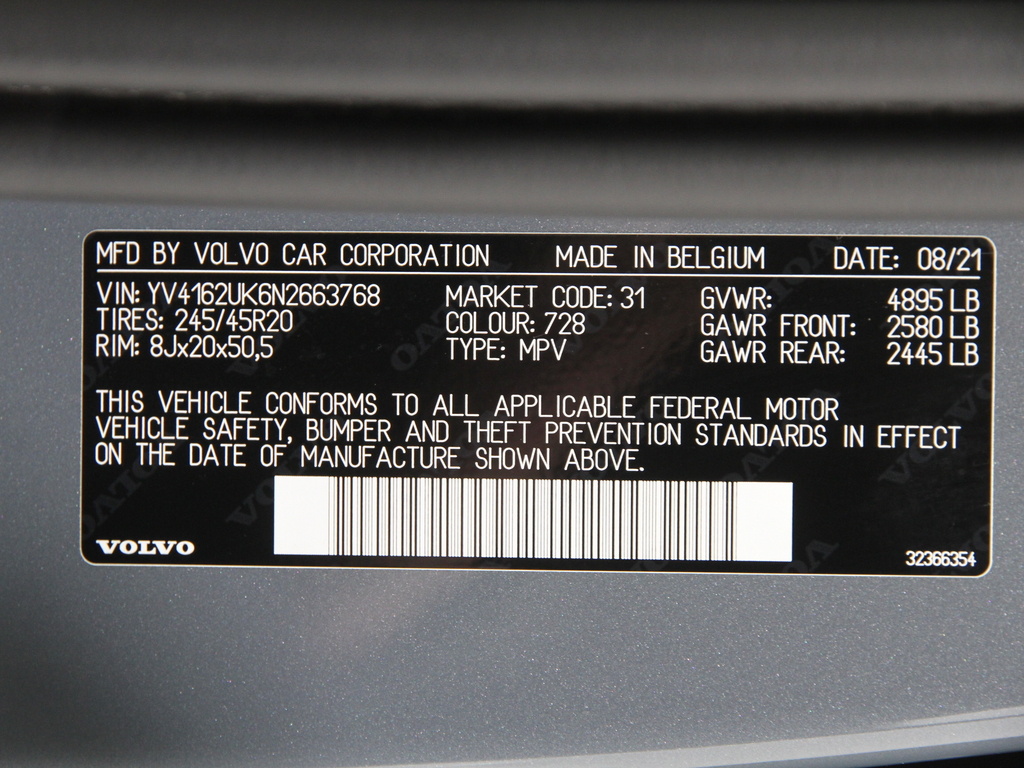 MFD BY VOLVO CAR CORPORATION MADE IN BELGIUM DATE: 08/21
VIN: YV4162UK6N2663768 MARKET CODE: 31 GVWR: 4895 LB
TIRES: 245/45R20 COLOUR: 728 GAWR FRONT: 2580 LB
RIM: 8Jx20x50,5 TYPE: MPV GAWR REAR: 2445 LB
THIS VEHICLE CONFORMS TO ALL APPLICABLE FEDERAL MOTOR
VEHICLE SAFETY, BUMPER AND THEFT PREVENTION STANDARDS IN EFFECT
ON THE DATE OF MANUFACTURE SHOWN ABOVE.
VOLVO 32366354